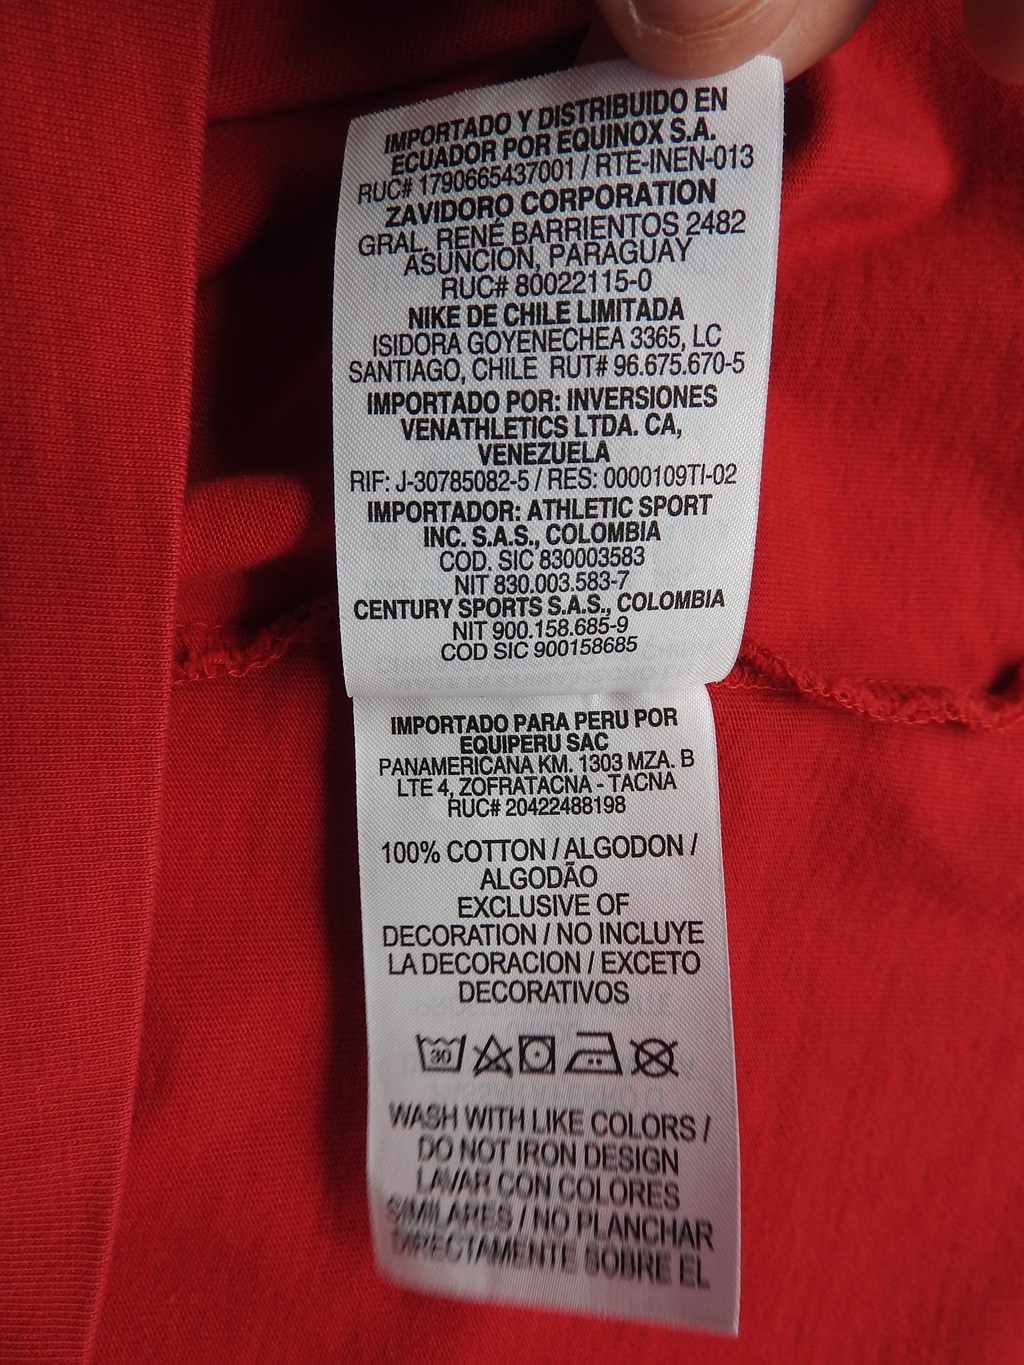 IMPORTADO Y DISTRIBUIDO EN
ECUADOR POR EQUINOX S.A.
RUC# 1790665437001 / RTE-INEN-013
ZAVIDORO CORPORATION
GRAL. RENÉ BARRIENTOS 2482
ASUNCION, PARAGUAY
RUC# 80022115-0
NIKE DE CHILE LIMITADA
ISIDORA GOYENECHEA 3365, LC
SANTIAGO, CHILE RUT# 96.675.670-5
IMPORTADO POR: INVERSIONES
VENATHLETICS LTDA. CA,
VENEZUELA
RIF: J-30785082-5 / RES: 0000109TI-02
IMPORTADOR: ATHLETIC SPORT
INC. S.A.S., COLOMBIA
COD. SIC 830003583
NIT 830.003.583-7
CENTURY SPORTS S.A.S., COLOMBIA
NIT 900.158.685-9
COD SIC 900158685
IMPORTADO PARA PERU POR
EQUIPERU SAC
PANAMERICANA KM. 1303 MZA. B
LTE 4, ZOFRATACNA - TACNA
RUC# 20422488198
100% COTTON / ALGODON /
ALGODÃO
EXCLUSIVE OF
DECORATION / NO INCLUYE
LA DECORACION / EXCETO
DECORATIVOS
30
WASH WITH LIKE COLORS /
DO NOT IRON DESIGN
LAVAR CON COLORES
SIMILARES / NO PLANCHAR
DIRECTAMENTE SOBRE EL